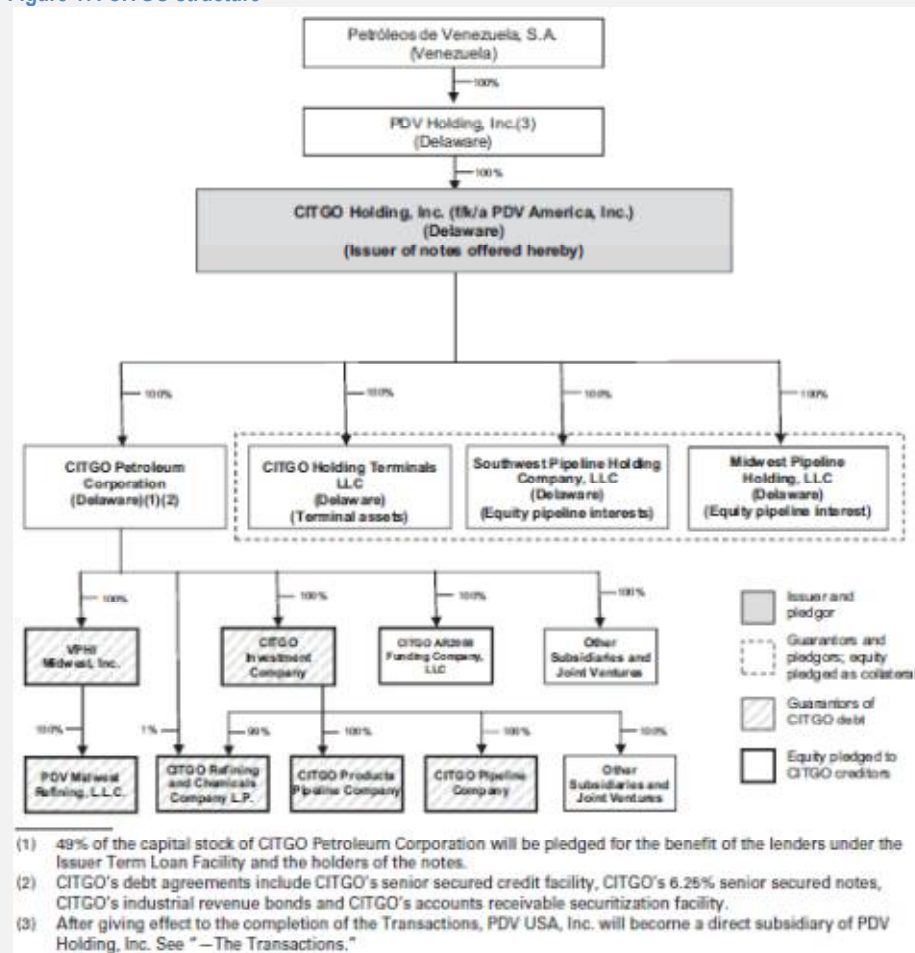 Petróleos de Venezuela, S.A.
(Venezuela)
100%
PDV Holding, Inc.(3)
(Delaware)
100%
CITGO Holding, Inc. (f/k/a PDV America, Inc.)
(Delaware)
(Issuer of notes offered hereby)
100%
100%
100%
100%
CITGO Petroleum
Corporation
(Delaware)(1)(2)
CITGO Holding Terminals
LLC
(Delaware)
(Terminal assets)
Southwest Pipeline Holding
Company, LLC
(Delaware)
(Equity pipeline interests)
Midwest Pipeline
Holding, LLC
(Delaware)
(Equity pipeline interest)
100%
100%
100%
100%
VPHI
Midwest, Inc.
CITGO
Investment
Company
CITGO AR2008
Funding Company,
LLC
Other
Subsidiaries and
Joint Ventures
100%
1%
99%
100%
100%
100%
PDV Midwest
Refining, L.L.C.
CITGO Refining
and Chemicals
Company L.P.
CITGO Products
Pipeline Company
CITGO Pipeline
Company
Other
Subsidiaries and
Joint Ventures
Issuer and
pledgor
Guarantors and
pledgors; equity
pledged as collateral
Guarantors of
CITGO debt
Equity pledged to
CITGO creditors
(1) 49% of the capital stock of CITGO Petroleum Corporation will be pledged for the benefit of the lenders under the
Issuer Term Loan Facility and the holders of the notes.
(2) CITGO's debt agreements include CITGO's senior secured credit facility, CITGO's 6.25% senior secured notes,
CITGO's industrial revenue bonds and CITGO's accounts receivable securitization facility.
(3) After giving effect to the completion of the Transactions, PDV USA, Inc. will become a direct subsidiary of PDV
Holding, Inc. See "—The Transactions."